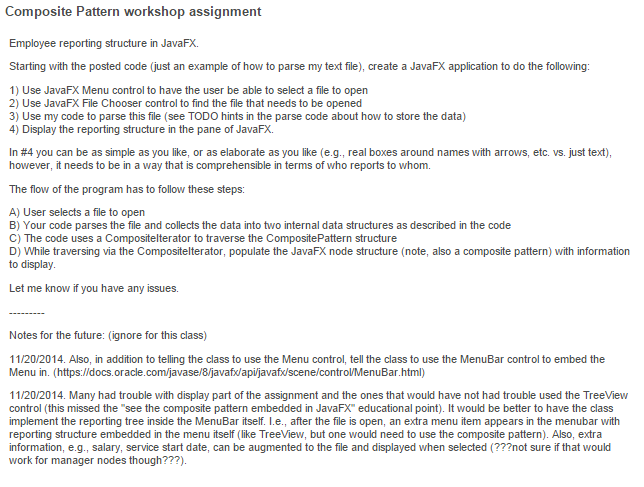 Composite Pattern workshop assignment
Employee reporting structure in JavaFX.
Starting with the posted code (just an example of how to parse my text file), create a JavaFX application to do the following:
1) Use JavaFX Menu control to have the user be able to select a file to open
2) Use JavaFX File Chooser control to find the file that needs to be opened
3) Use my code to parse this file (see TODO hints in the parse code about how to store the data)
4) Display the reporting structure in the pane of JavaFX.
In #4 you can be as simple as you like, or as elaborate as you like (e.g., real boxes around names with arrows, etc. vs. just text),
however, it needs to be in a way that is comprehensible in terms of who reports to whom.
The flow of the program has to follow these steps:
A) User selects a file to open
B) Your code parses the file and collects the data into two internal data structures as described in the code
C) The code uses a CompositeIterator to traverse the CompositePattern structure
D) While traversing via the CompositeIterator, populate the JavaFX node structure (note, also a composite pattern) with information
to display.
Let me know if you have any issues.
---------
Notes for the future: (ignore for this class)
11/20/2014. Also, in addition to telling the class to use the Menu control, tell the class to use the MenuBar control to embed the
Menu in. (https://docs.oracle.com/javase/8/javafx/api/javafx/scene/control/MenuBar.html)
11/20/2014. Many had trouble with display part of the assignment and the ones that would have not had trouble used the TreeView
control (this missed the "see the composite pattern embedded in JavaFX" educational point). It would be better to have the class
implement the reporting tree inside the MenuBar itself. I.e., after the file is open, an extra menu item appears in the menubar with
reporting structure embedded in the menu itself (like TreeView, but one would need to use the composite pattern). Also, extra
information, e.g., salary, service start date, can be augmented to the file and displayed when selected (???not sure if that would
work for manager nodes though???).